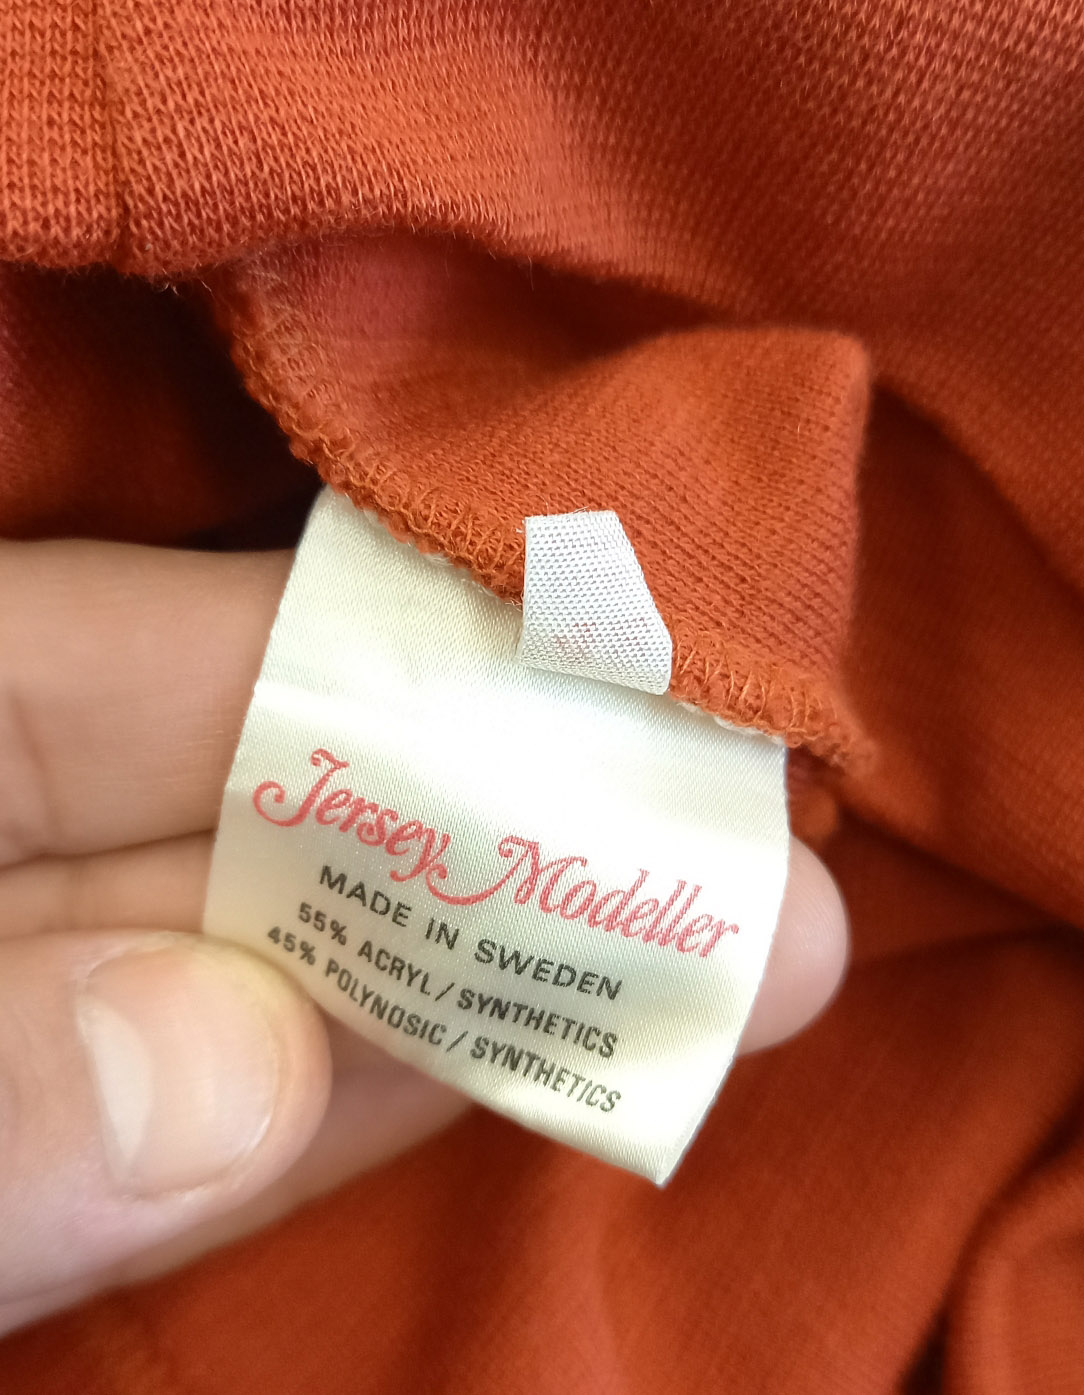 Jersey Modeller
MADE IN SWEDEN
55% ACRYL/SYNTHETICS
45% POLYNOSIC/SYNTHETICS